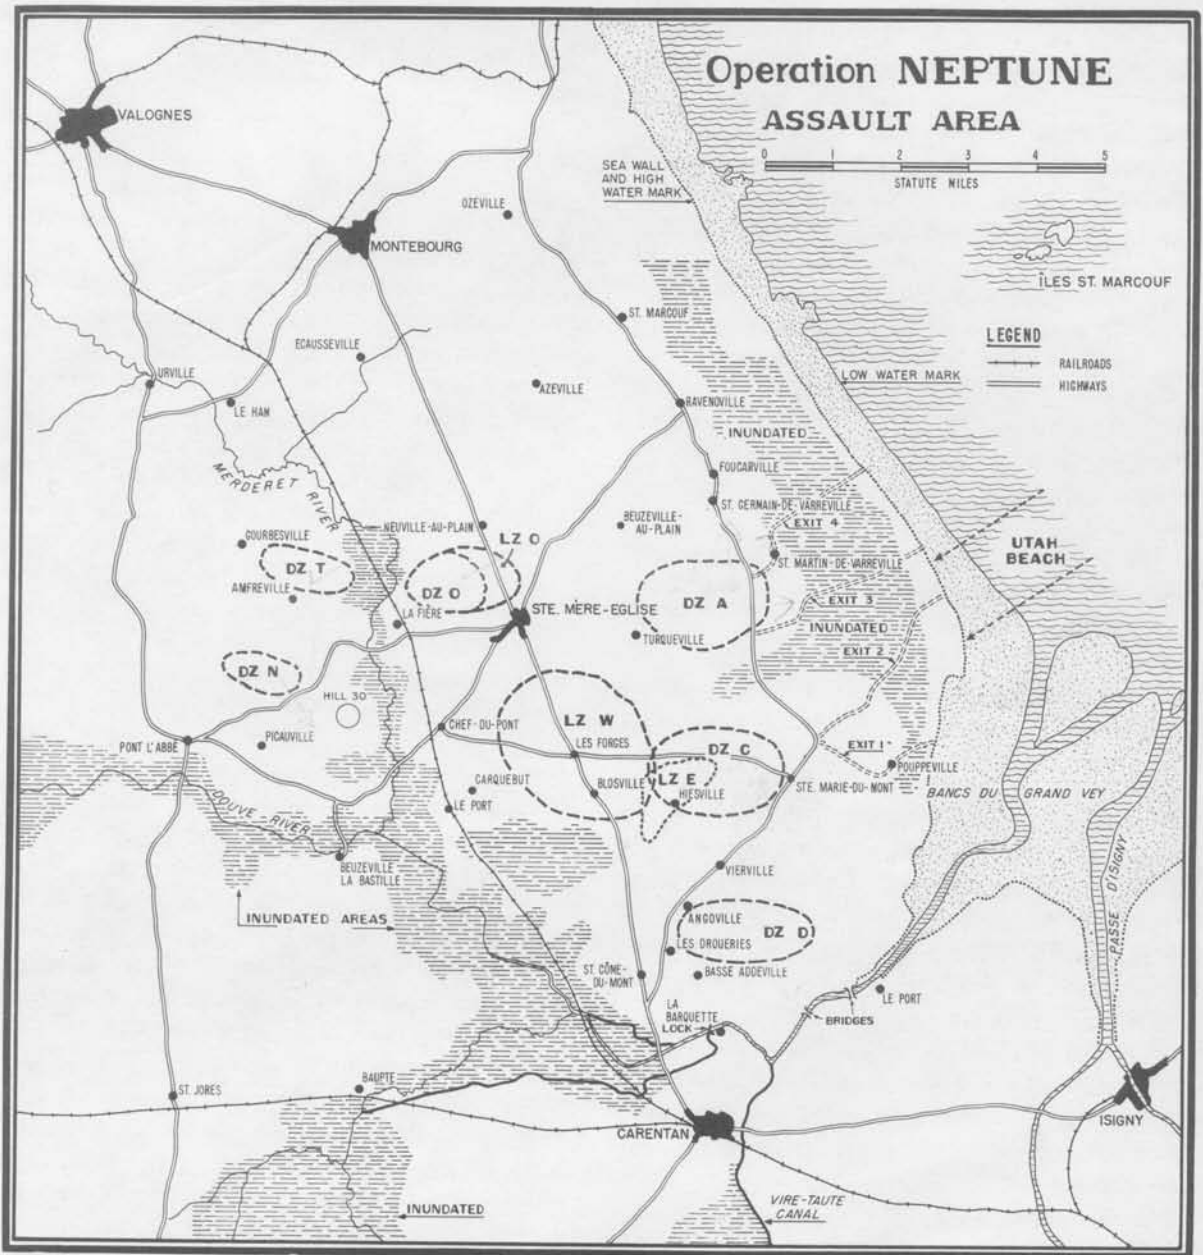 Operation NEPTUNE
ASSAULT AREA
0 1 2 3 4 5
STATUTE MILES
VALOGNES
SEA WALL
AND HIGH
WATER MARK
OZEVILLE
MONTEBOURG
ÎLES ST. MARCOUF
ST. MARCOUF
LEGEND
RAILROADS
HIGHWAYS
ECAUSSEVILLE
URVILLE
AZEVILLE
LOW WATER MARK
LE HAM
RAVENOVILLE
INUNDATED
MERDERET RIVER
FOUCARVILLE
ST. GERMAIN-DE-VARREVILLE
NEUVILLE-AU-PLAIN
LZ O
BEUZEVILLE-
AU-PLAIN
EXIT 4
UTAH
BEACH
GOURBESVILLE
DZ T
ST. MARTIN-DE-VARREVILLE
AMFREVILLE
DZ O
DZ A
EXIT 3
STE. MÈRE-EGLISE
LA FIÈRE
TURQUEVILLE
INUNDATED
EXIT 2
DZ N
HILL 30
LZ W
CHEF-DU-PONT
PONT L'ABBÉ
PICAUVILLE
LES FORGES
DZ C
EXIT 1
POUPPEVILLE
LZ E
CARQUEBUT
BLOSVILLE
HIESVILLE
STE. MARIE-DU-MONT
BANCS DU GRAND VEY
LE PORT
DOUVE RIVER
BEUZEVILLE
LA BASTILLE
VIERVILLE
PASSE D'ISIGNY
INUNDATED AREAS
ANGOVILLE
DZ D
LES DROUERIES
ST. CÔME-
DU-MONT
BASSE ADDEVILLE
LE PORT
LA
BARQUETTE
LOCK
BRIDGES
BAUPTE
ST. JORES
CARENTAN
ISIGNY
INUNDATED
VIRE-TAUTE
CANAL